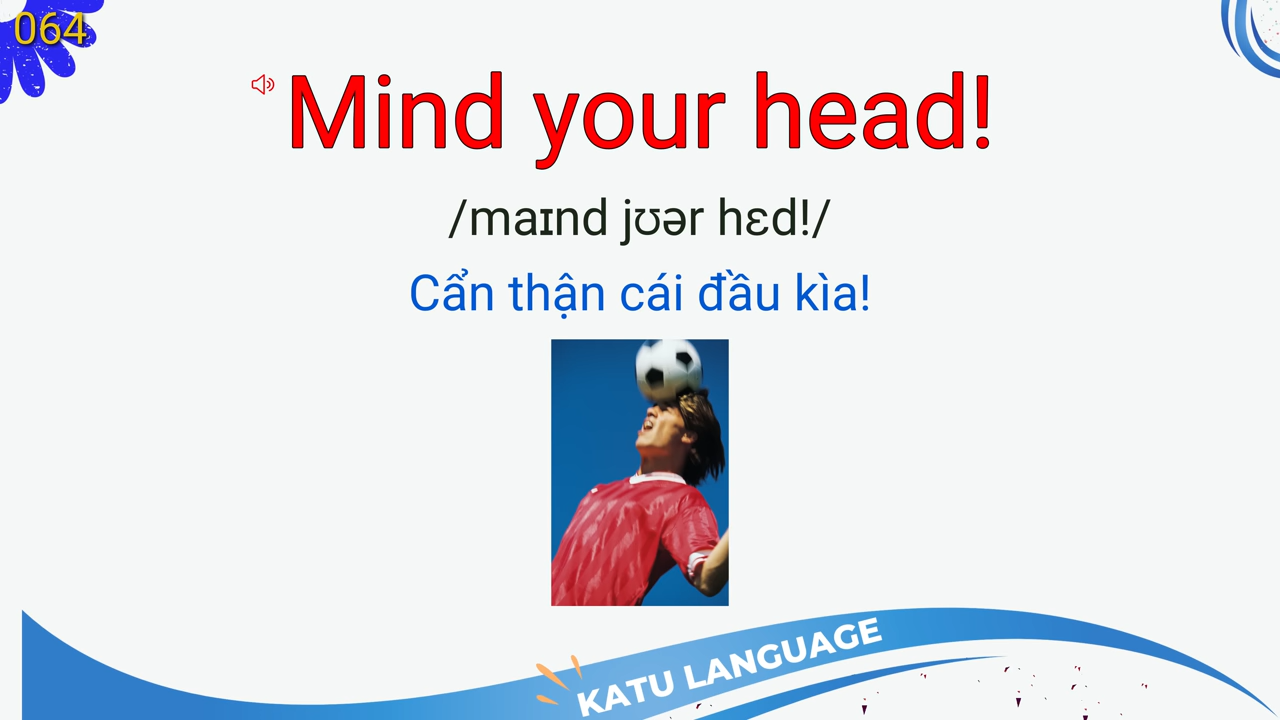 064
Mind your head!
/maɪnd jʊər hɛd!/
Cẩn thận cái đầu kìa!
KATU LANGUAGE